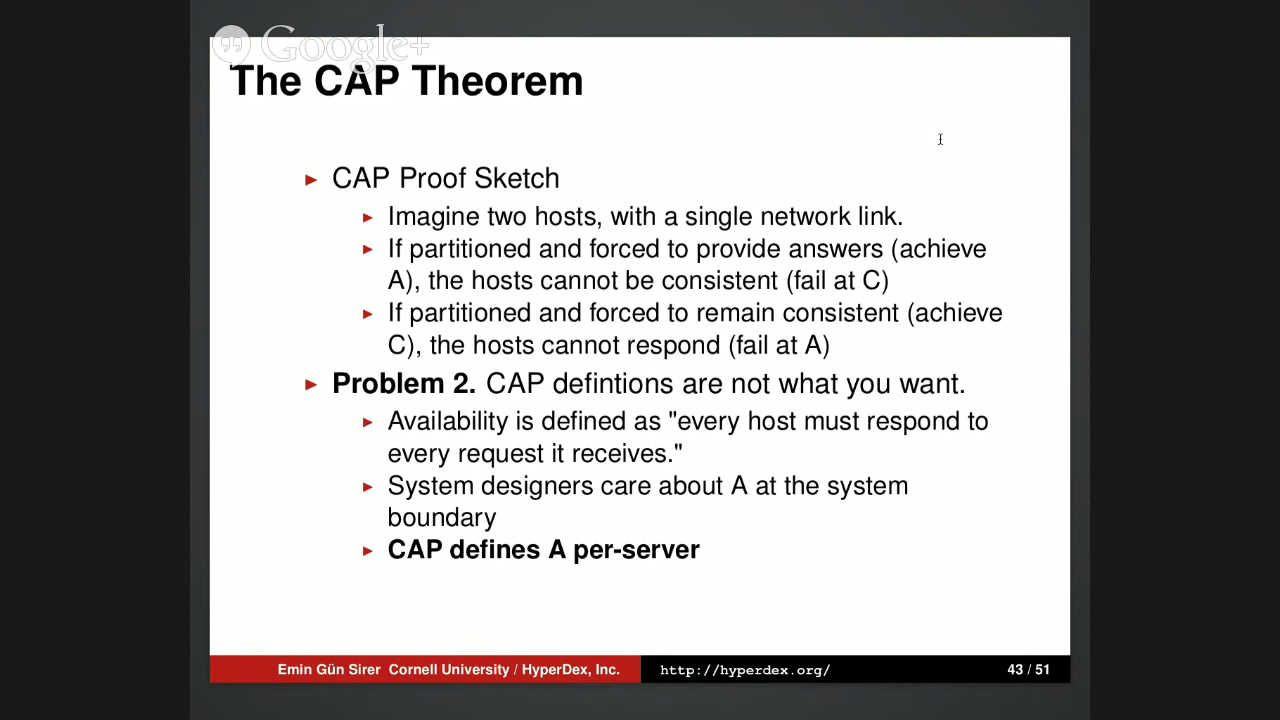 Google+
The CAP Theorem
CAP Proof Sketch
Imagine two hosts, with a single network link.
If partitioned and forced to provide answers (achieve
A), the hosts cannot be consistent (fail at C)
If partitioned and forced to remain consistent (achieve
C), the hosts cannot respond (fail at A)
Problem 2. CAP defintions are not what you want.
Availability is defined as "every host must respond to
every request it receives."
System designers care about A at the system
boundary
CAP defines A per-server
Emin Gün Sirer Cornell University / HyperDex, Inc. http://hyperdex.org/ 43 / 51